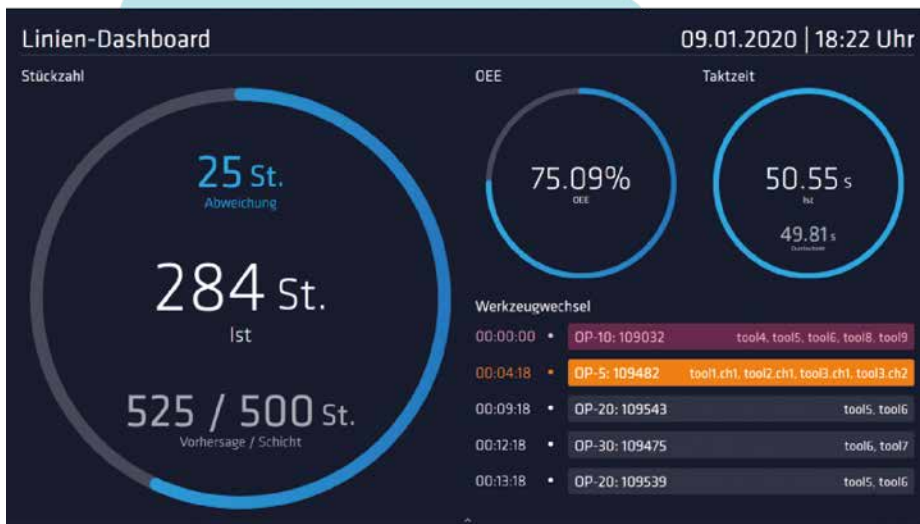 Linien-Dashboard
09.01.2020 | 18:22 Uhr
Stückzahl
25 St.
Abweichung
284 St.
Ist
525 / 500 St.
Vorhersage / Schicht
OEE
75.09%
OEE
Taktzeit
50.55 s
Ist
49.81 s
Durchschnitt
Werkzeugwechsel
00:00:00 • OP-10: 109032 tool4, tool5, tool6, tool8, tool9
00:04:18 • OP-5: 109482 tool1.ch1, tool2.ch1, tool3.ch1, tool3.ch2
00:09:18 • OP-20: 109543 tool5, tool6
00:12:18 • OP-30: 109475 tool6, tool7
00:13:18 • OP-20: 109539 tool5, tool6